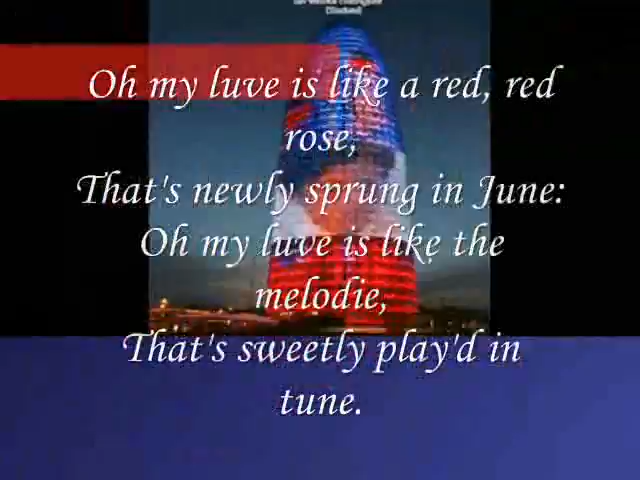 Oh my luve is like a red, red
rose,
That's newly sprung in June:
Oh my luve is like the
melodie,
That's sweetly play'd in
tune.